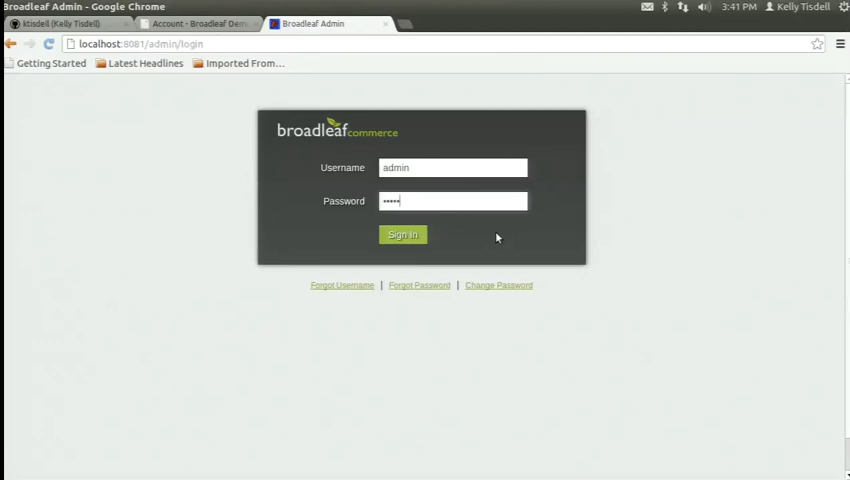 Broadleaf Admin - Google Chrome
3:41 PM
Kelly Tisdell
ktisdell (Kelly Tisdell)
Account - Broadleaf Dem
Broadleaf Admin
localhost:8081/admin/login
Getting Started
Latest Headlines
Imported From...
broadleafcommerce
Username
admin
Password
•••••
Sign In
Forgot Username | Forgot Password | Change Password